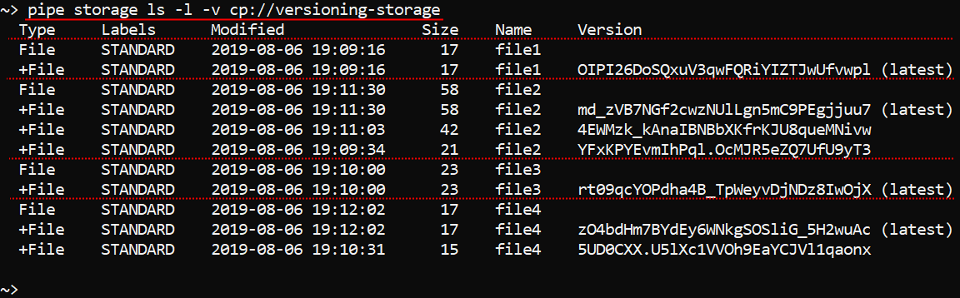 ~> pipe storage ls -l -v cp://versioning-storage
Type Labels Modified Size Name Version
File STANDARD 2019-08-06 19:09:16 17 file1
+File STANDARD 2019-08-06 19:09:16 17 file1 OIPI26DoSQxuV3qwFQRiYIZTJwUfvwpl (latest)
File STANDARD 2019-08-06 19:11:30 58 file2
+File STANDARD 2019-08-06 19:11:30 58 file2 md_zVB7NGf2cwzNUlLgn5mC9PEgjjuu7 (latest)
+File STANDARD 2019-08-06 19:11:03 42 file2 4EWMzk_kAnaIBNBbXKfrKJU8queMNivw
+File STANDARD 2019-08-06 19:09:34 21 file2 YFxKPYEvmIhPql.OcMJR5eZQ7UfU9yT3
File STANDARD 2019-08-06 19:10:00 23 file3
+File STANDARD 2019-08-06 19:10:00 23 file3 rt09qcYOPdha4B_TpWeyvDjNDz8IwOjX (latest)
File STANDARD 2019-08-06 19:12:02 17 file4
+File STANDARD 2019-08-06 19:12:02 17 file4 zO4bdHm7BYdEy6WNkgSOSliG_5H2wuAc (latest)
+File STANDARD 2019-08-06 19:10:31 15 file4 5UD0CXX.U5lXc1VVOh9EaYCJVl1qaonx
~>